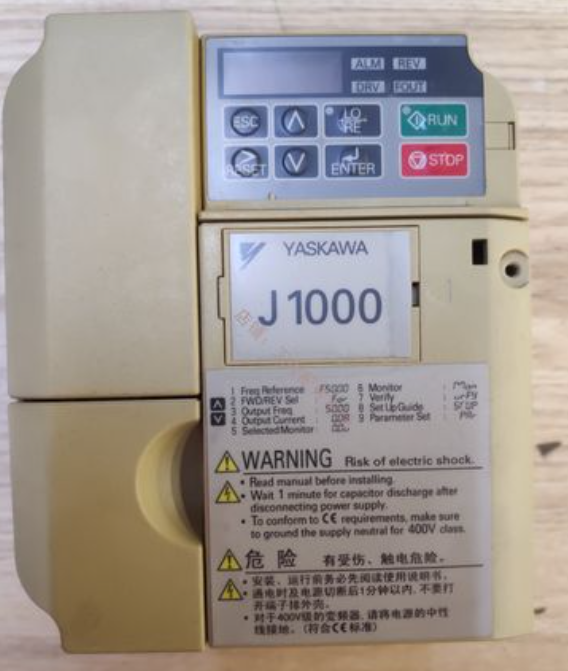 ALM REV
DRV FOUT
ESC LO RE RUN
RESET ENTER STOP
YASKAWA
J1000
1 Freq Reference : F5000 6 Monitor :
2 FWD/REV Sel : 7 Verify :
3 Output Freq : 5000 8 Set Up Guide :
4 Output Current : 9 Parameter Set :
5 Selected Monitor :
WARNING Risk of electric shock.
• Read manual before installing.
• Wait 1 minute for capacitor discharge after
disconnecting power supply.
• To conform to CE requirements, make sure
to ground the supply neutral for 400V class.
危险 有受伤、触电危险。
• 安装、运行前务必先阅读使用说明书。
• 通电时及电源切断后1分钟以内,不要打
开端子排外壳。
• 对于400V级的变频器,请将电源的中性
线接地。(符合CE标准)